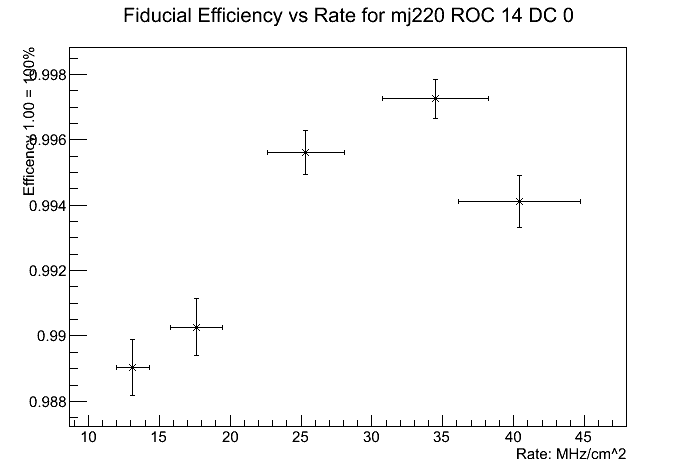 Fiducial Efficiency vs Rate for mj220 ROC 14 DC 0
Efficency 1.00 = 100%
0.998
0.996
0.994
0.992
0.99
0.988
10 15 20 25 30 35 40 45
Rate: MHz/cm^2